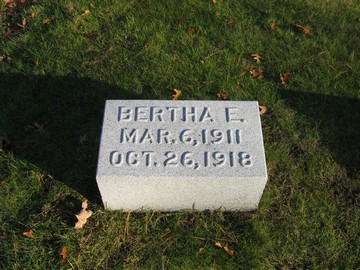 BERTHA E.
MAR. 6, 1911
OCT. 26, 1918